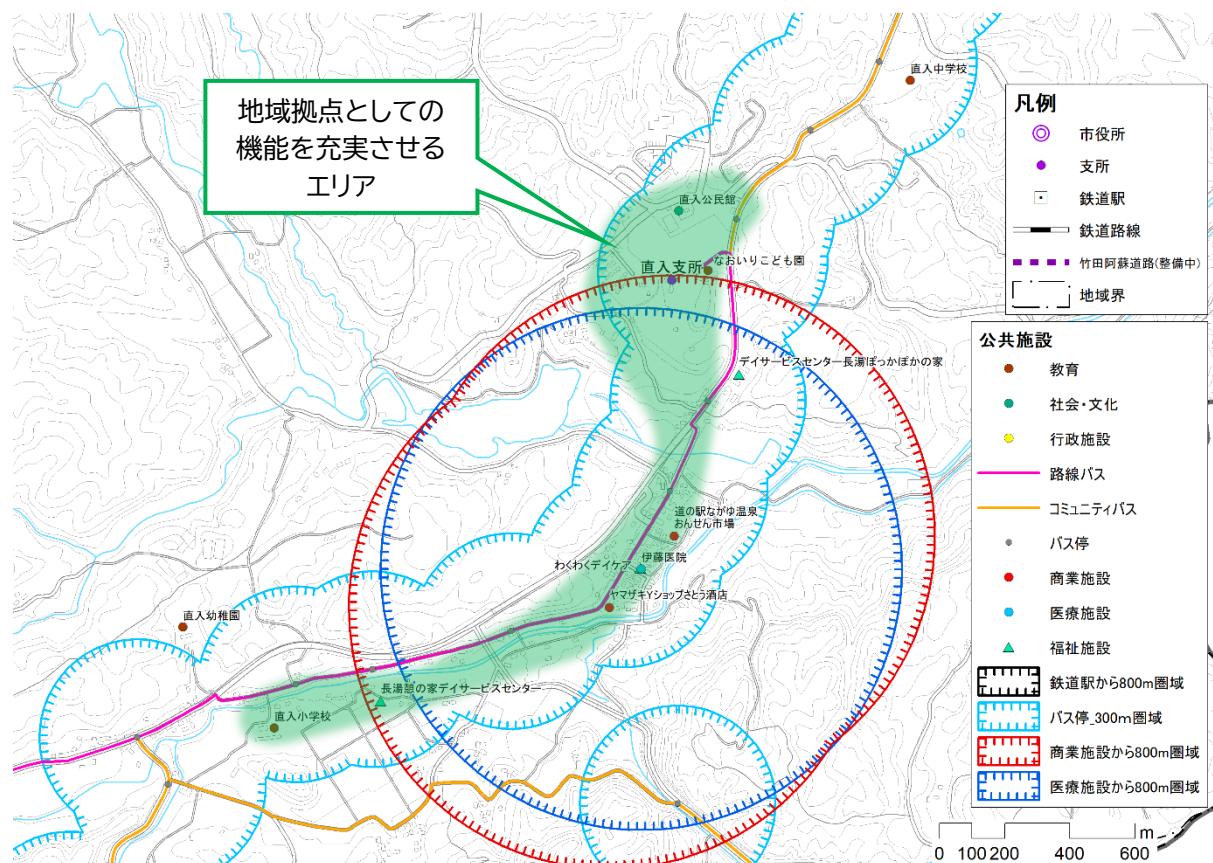 地域拠点としての
機能を充実させる
エリア
直入中学校
直入公民館
なおいりこども園
直入支所
デイサービスセンター長湯ぽっかぽかの家
道の駅ながゆ温泉
おんせん市場
伊藤医院
わくわくデイケア
ヤマザキYショップさとう酒店
直入幼稚園
長湯憩の家デイサービスセンター
直入小学校
凡例
市役所
支所
鉄道駅
鉄道路線
竹田阿蘇道路(整備中)
地域界
公共施設
教育
社会・文化
行政施設
路線バス
コミュニティバス
バス停
商業施設
医療施設
福祉施設
鉄道駅から800m圏域
バス停_300m圏域
商業施設から800m圏域
医療施設から800m圏域
m
0 100 200 400 600